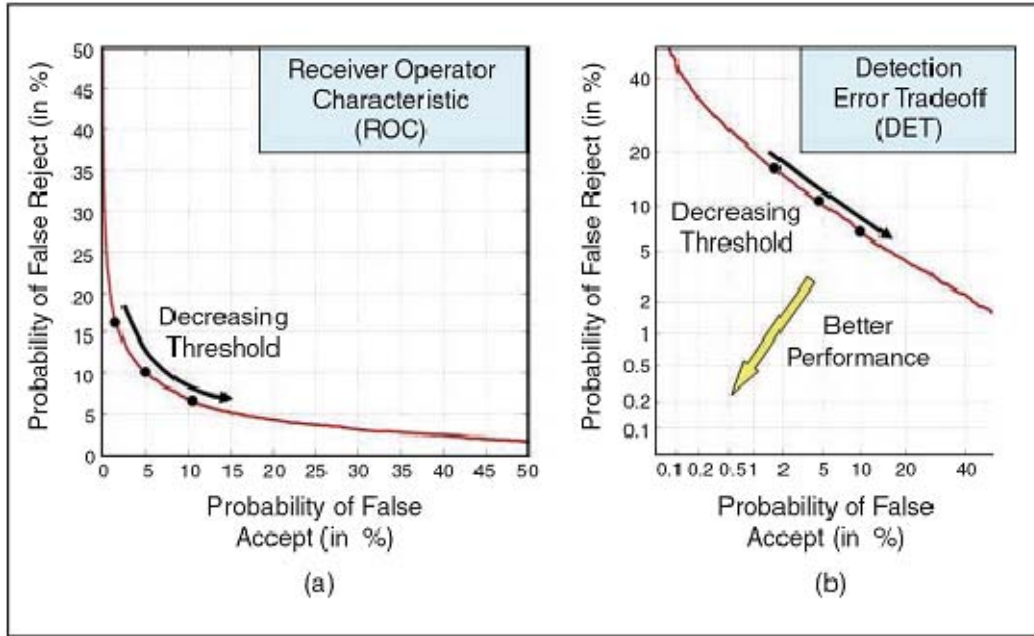 Receiver Operator
Characteristic
(ROC)
Probability of False Reject (in %)
50
45
40
35
30
25
20
15
10
5
0
Decreasing
Threshold
0 5 10 15 20 25 30 35 40 45 50
Probability of False
Accept (in %)
(a)
Detection
Error Tradeoff
(DET)
Probability of False Reject (in %)
40
20
10
5
2
1
0.5
0.2
0.1
Decreasing
Threshold
Better
Performance
0.1 0.2 0.5 1 2 5 10 20 40
Probability of False
Accept (in %)
(b)